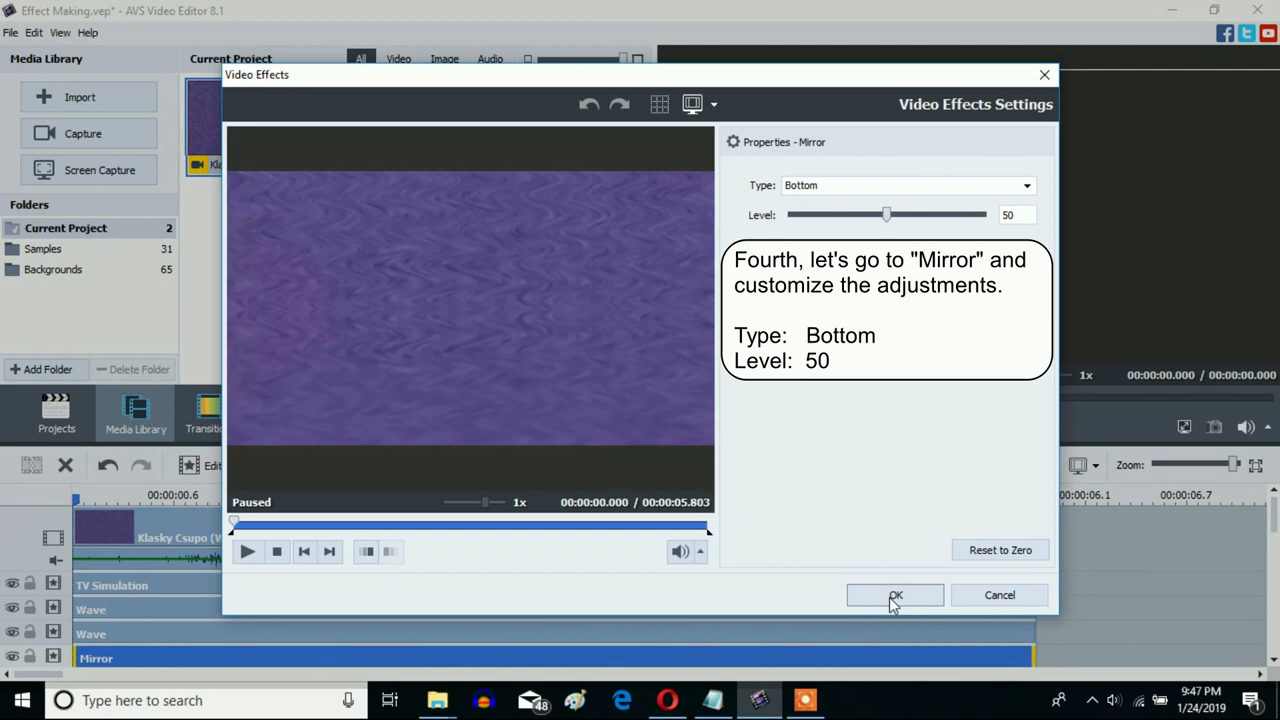 Effect Making.vep* - AVS Video Editor 8.1
File Edit View Help
Media Library
Current Project
All
Video
Image
Audio
Video Effects
Import
Capture
Screen Capture
Video Effects Settings
Properties - Mirror
Type: Bottom
Level: 50
Kla
Folders
Current Project 2
Samples 31
Backgrounds 65
Fourth, let's go to "Mirror" and
customize the adjustments.
Type: Bottom
Level: 50
+ Add Folder
Delete Folder
1x
00:00:00.000 / 00:00:00.000
Projects
Media Library
Transitio
Edit
Zoom:
Paused
1x
00:00:00.000 / 00:00:05.803
00:00:00.6
00:00:06.1
00:00:06.7
Klasky Csupo (W
Reset to Zero
OK
Cancel
TV Simulation
Wave
Wave
Mirror
Type here to search
48
9:47 PM
1/24/2019
1